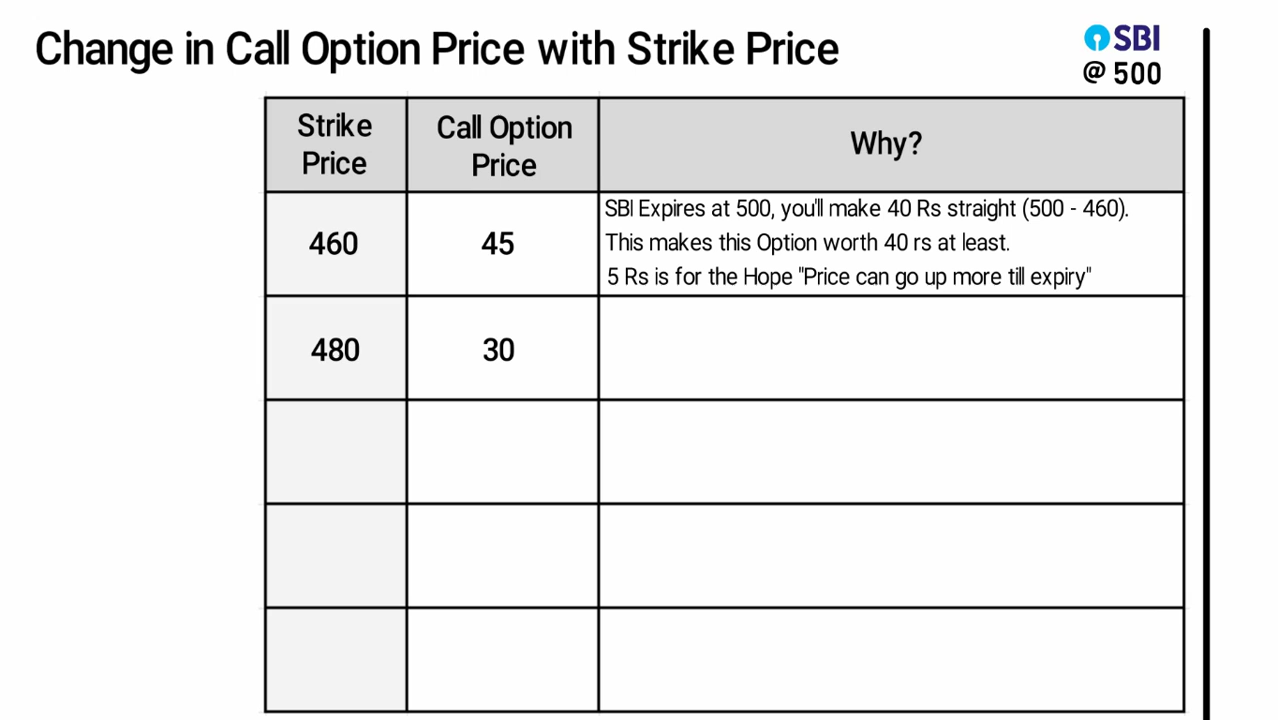 Change in Call Option Price with Strike Price
SBI
@ 500
Strike
Price
Call Option
Price
Why?
460
45
SBI Expires at 500, you'll make 40 Rs straight (500 - 460).
This makes this Option worth 40 rs at least.
5 Rs is for the Hope "Price can go up more till expiry"
480
30